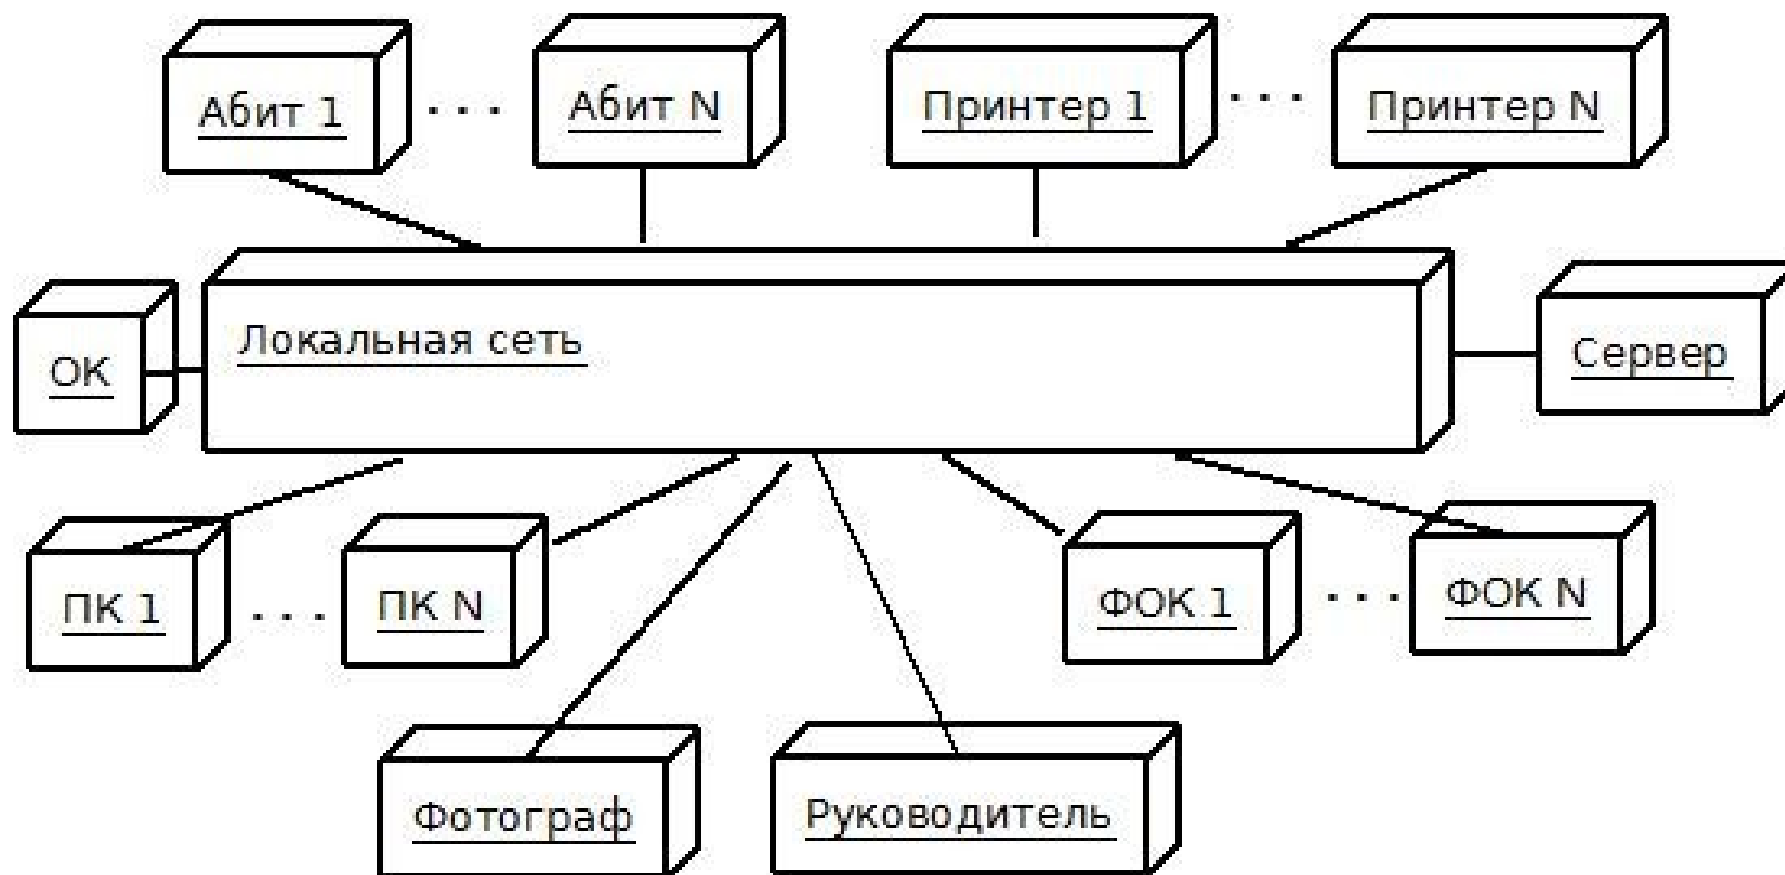 Абит 1
. . .
Абит N
Принтер 1
. . .
Принтер N
ОК
Локальная сеть
Сервер
ПК 1
. . .
ПК N
ФОК 1
. . .
ФОК N
Фотограф
Руководитель